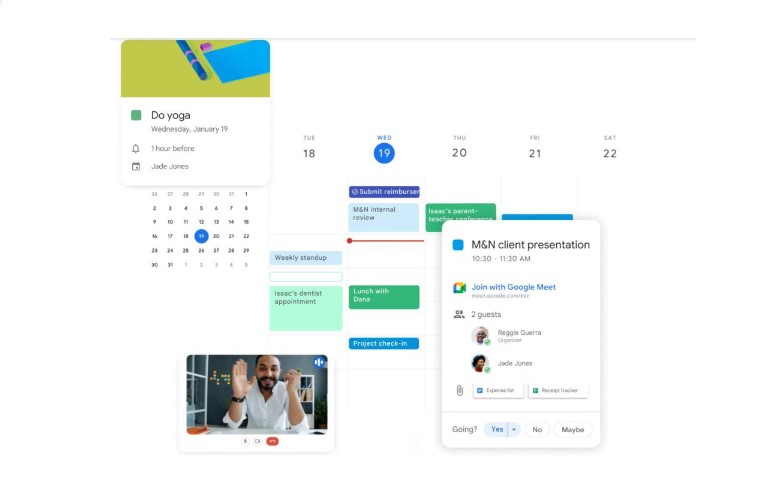 Do yoga
Wednesday, January 19
1 hour before
Jade Jones
26 27 28 29 30 31 1
2 3 4 5 6 7 8
9 10 11 12 13 14 15
16 17 18 19 20 21 22
23 24 25 26 27 28 29
30 31 1 2 3 4 5
TUE WED THU FRI SAT
18 19 20 21 22
Submit reimburser
M&N internal
review
Isaac's parent-
teacher conference
Weekly standup
Isaac's dentist
appointment
Lunch with
Dana
Project check-in
M&N client presentation
10:30 - 11:30 AM
Join with Google Meet
meet.google.com/xyz
2 guests
Reggie Guerra
Organizer
Jade Jones
Expense list
Receipt tracker
Going? Yes No Maybe